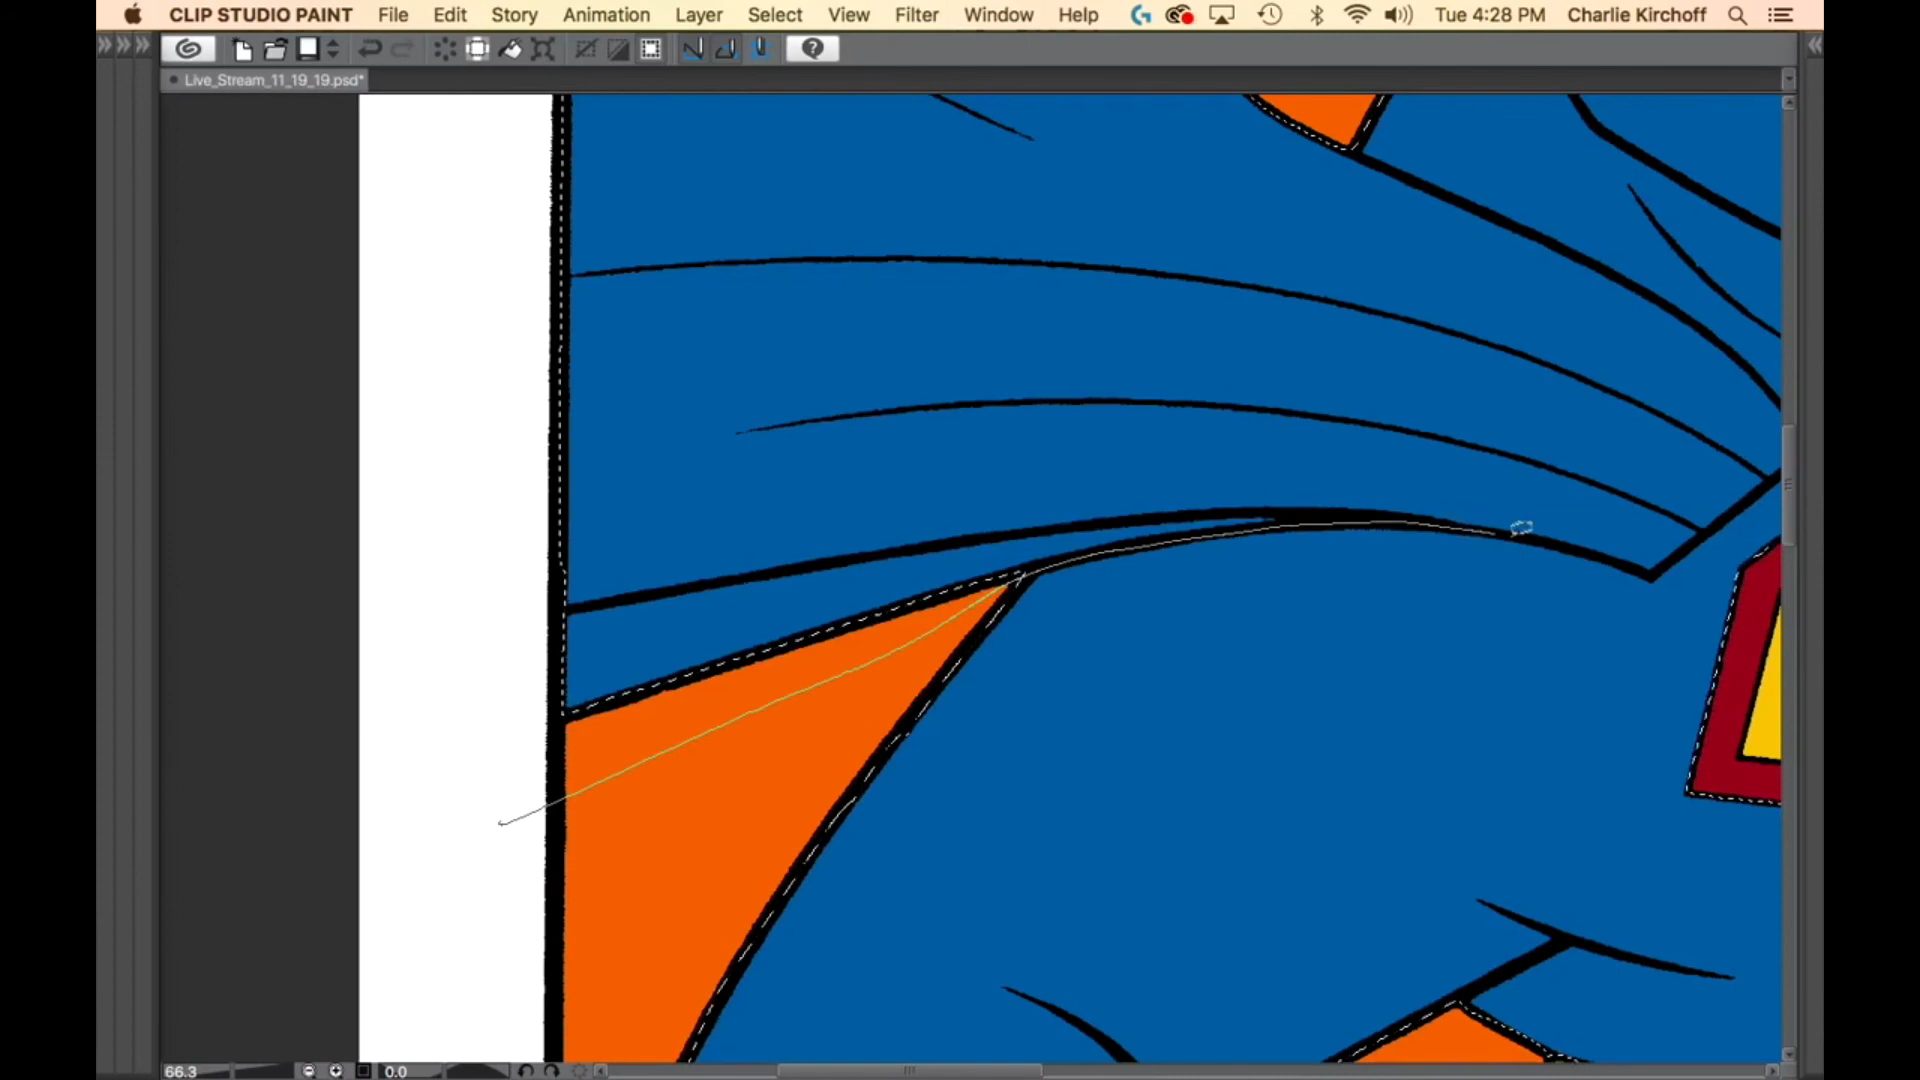 CLIP STUDIO PAINT File Edit Story Animation Layer Select View Filter Window Help Tue 4:28 PM Charlie Kirchoff
Live_Stream_11_19_19.psd*
66.3 0.0